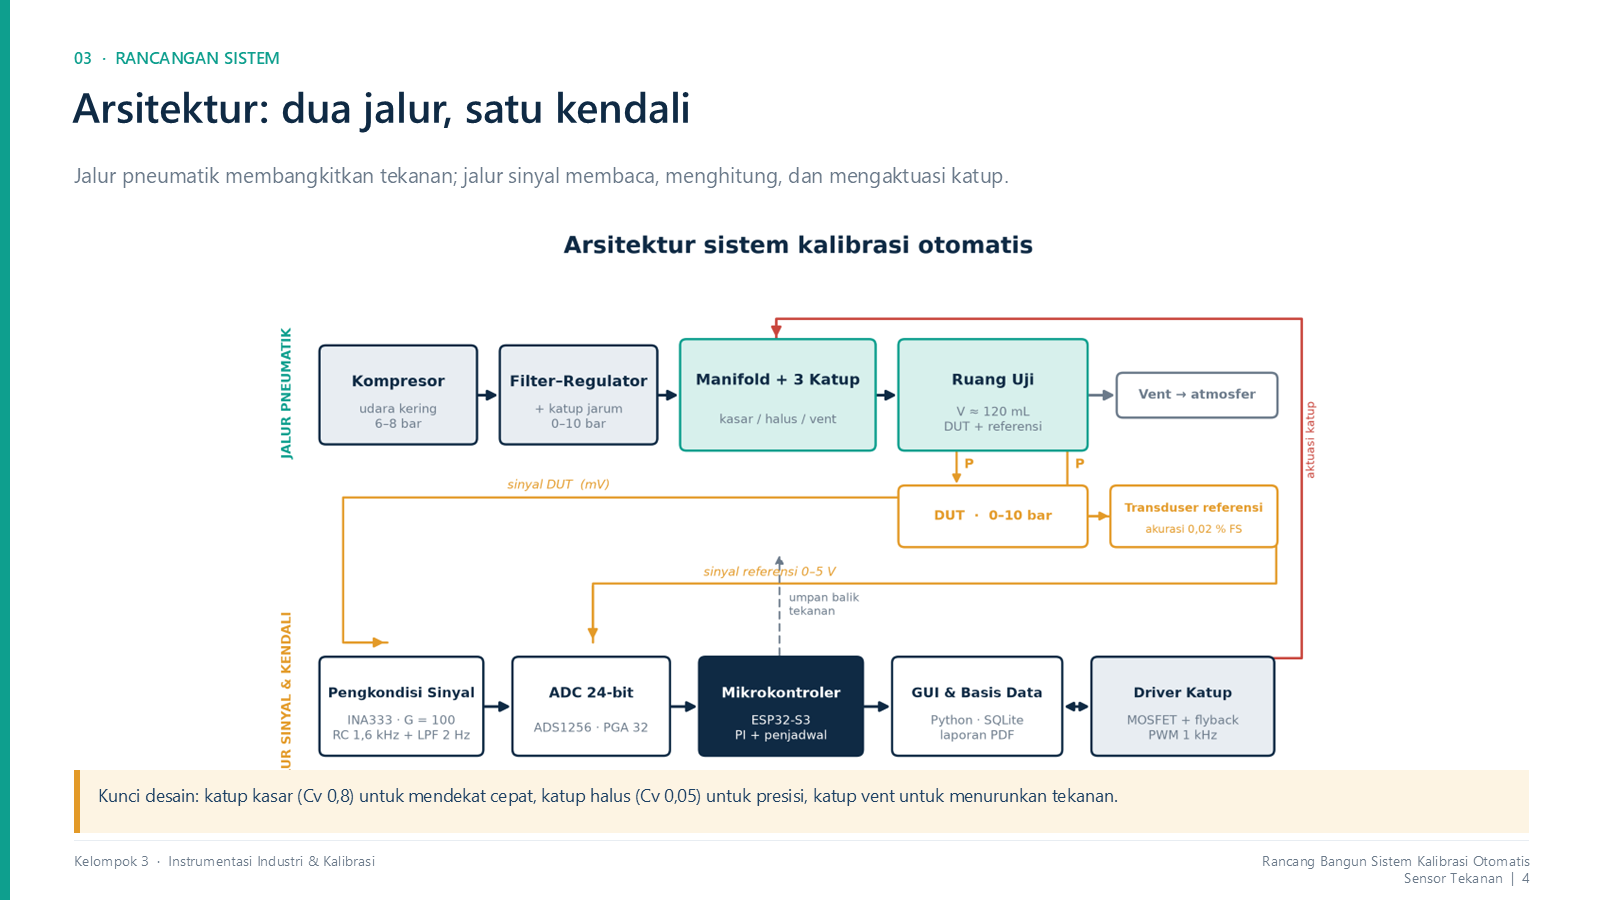 03 · RANCANGAN SISTEM
Arsitektur: dua jalur, satu kendali
Jalur pneumatik membangkitkan tekanan; jalur sinyal membaca, menghitung, dan mengaktuasi katup.
Arsitektur sistem kalibrasi otomatis
JALUR PNEUMATIK
Kompresor
udara kering
6–8 bar
Filter–Regulator
+ katup jarum
0–10 bar
Manifold + 3 Katup
kasar / halus / vent
Ruang Uji
V ≈ 120 mL
DUT + referensi
Vent → atmosfer
aktuasi katup
P
P
sinyal DUT (mV)
DUT · 0–10 bar
Transduser referensi
akurasi 0,02 % FS
sinyal referensi 0–5 V
umpan balik
tekanan
UR SINYAL & KENDALI
Pengkondisi Sinyal
INA333 · G = 100
RC 1,6 kHz + LPF 2 Hz
ADC 24-bit
ADS1256 · PGA 32
Mikrokontroler
ESP32-S3
PI + penjadwal
GUI & Basis Data
Python · SQLite
laporan PDF
Driver Katup
MOSFET + flyback
PWM 1 kHz
Kunci desain: katup kasar (Cv 0,8) untuk mendekat cepat, katup halus (Cv 0,05) untuk presisi, katup vent untuk menurunkan tekanan.
Kelompok 3 · Instrumentasi Industri & Kalibrasi
Rancang Bangun Sistem Kalibrasi Otomatis
Sensor Tekanan | 4